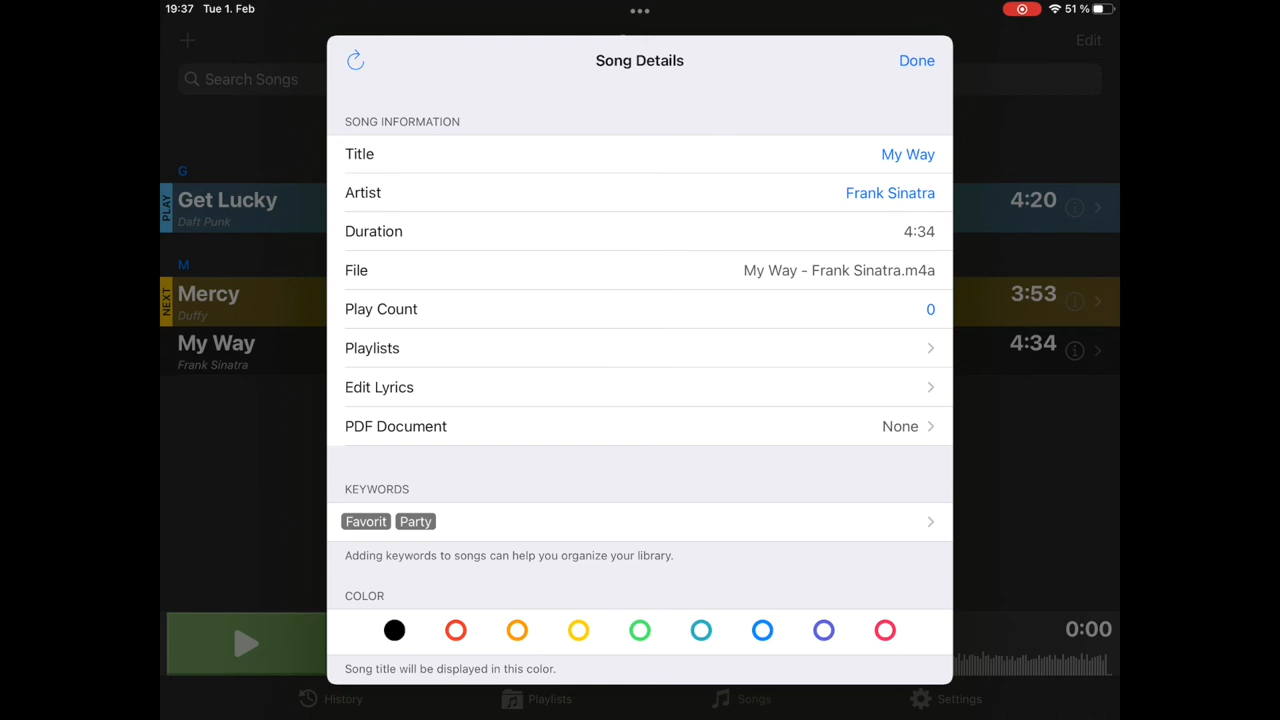 19:37 Tue 1. Feb
51 %
Edit
Search Songs
Song Details
Done
SONG INFORMATION
Title My Way
Artist Frank Sinatra
Duration 4:34
File My Way - Frank Sinatra.m4a
Play Count 0
Playlists
Edit Lyrics
PDF Document None
KEYWORDS
Favorit Party
Adding keywords to songs can help you organize your library.
COLOR
Song title will be displayed in this color.
G
PLAY
Get Lucky 4:20
Daft Punk
M
NEXT
Mercy 3:53
Duffy
My Way 4:34
Frank Sinatra
0:00
History Playlists Songs Settings